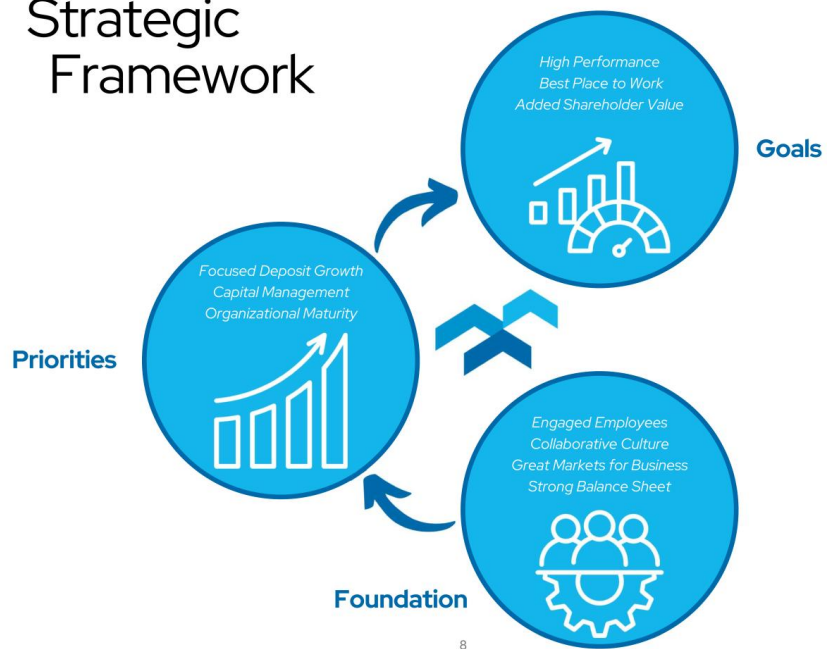 Strategic
Framework
High Performance
Best Place to Work
Added Shareholder Value
Goals
Focused Deposit Growth
Capital Management
Organizational Maturity
Priorities
Engaged Employees
Collaborative Culture
Great Markets for Business
Strong Balance Sheet
Foundation
8